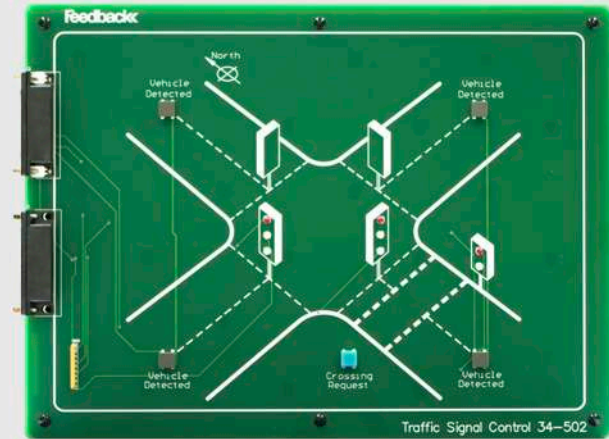 Feedback
North
Vehicle
Detected
Vehicle
Detected
Vehicle
Detected
Crossing
Request
Vehicle
Detected
Traffic Signal Control 34-502